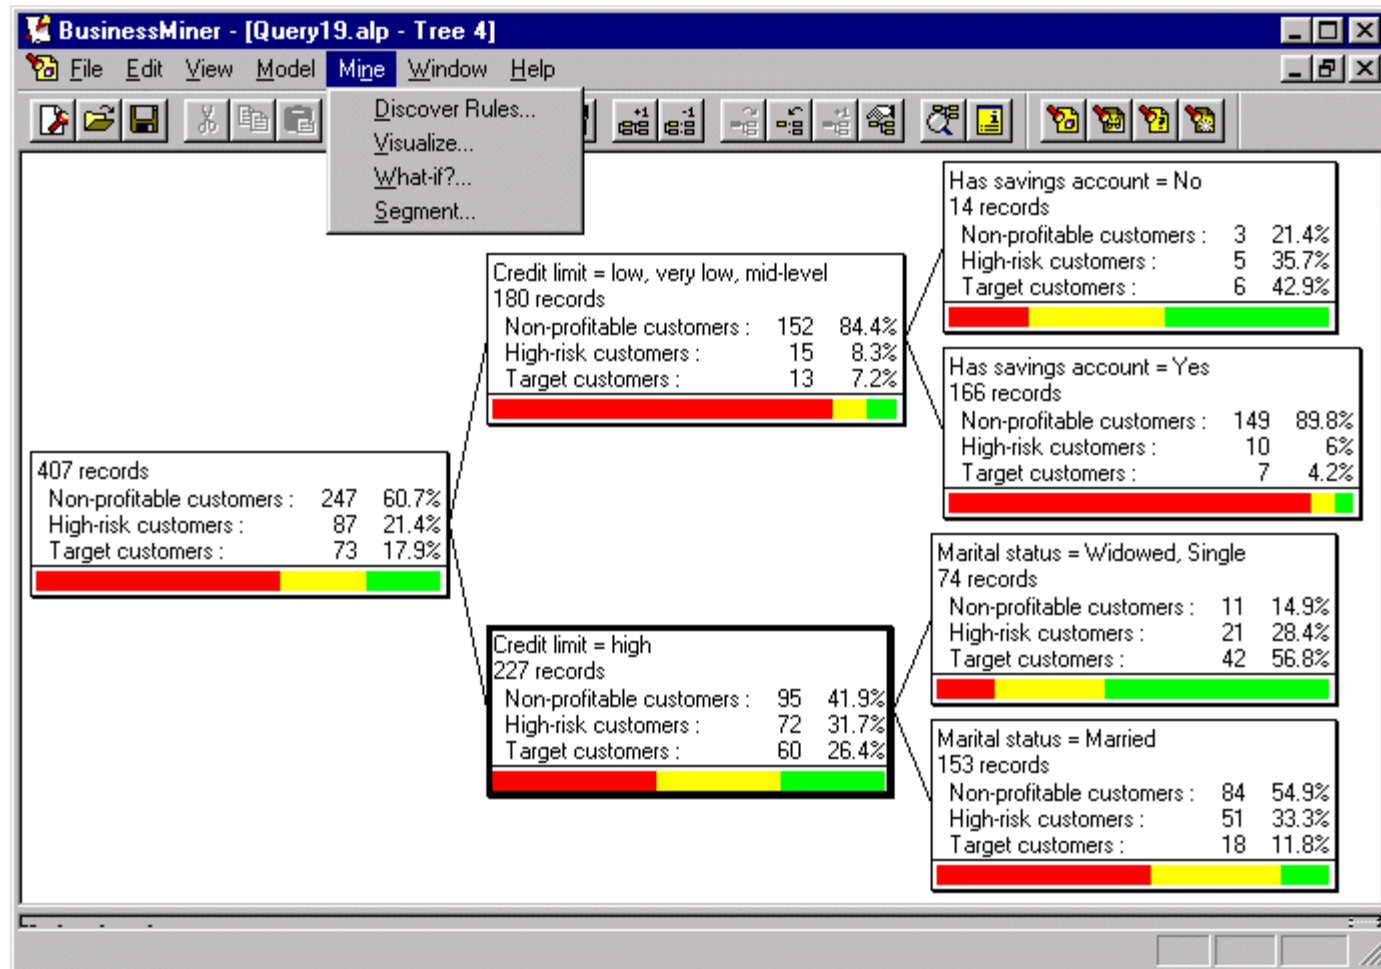 BusinessMiner - [Query19.alp - Tree 4]
File Edit View Model Mine Window Help
Discover Rules...
Visualize...
What-if?...
Segment...
+1 -1 +1
407 records
Non-profitable customers : 247 60.7%
High-risk customers : 87 21.4%
Target customers : 73 17.9%
Credit limit = low, very low, mid-level
180 records
Non-profitable customers : 152 84.4%
High-risk customers : 15 8.3%
Target customers : 13 7.2%
Credit limit = high
227 records
Non-profitable customers : 95 41.9%
High-risk customers : 72 31.7%
Target customers : 60 26.4%
Has savings account = No
14 records
Non-profitable customers : 3 21.4%
High-risk customers : 5 35.7%
Target customers : 6 42.9%
Has savings account = Yes
166 records
Non-profitable customers : 149 89.8%
High-risk customers : 10 6%
Target customers : 7 4.2%
Marital status = Widowed, Single
74 records
Non-profitable customers : 11 14.9%
High-risk customers : 21 28.4%
Target customers : 42 56.8%
Marital status = Married
153 records
Non-profitable customers : 84 54.9%
High-risk customers : 51 33.3%
Target customers : 18 11.8%